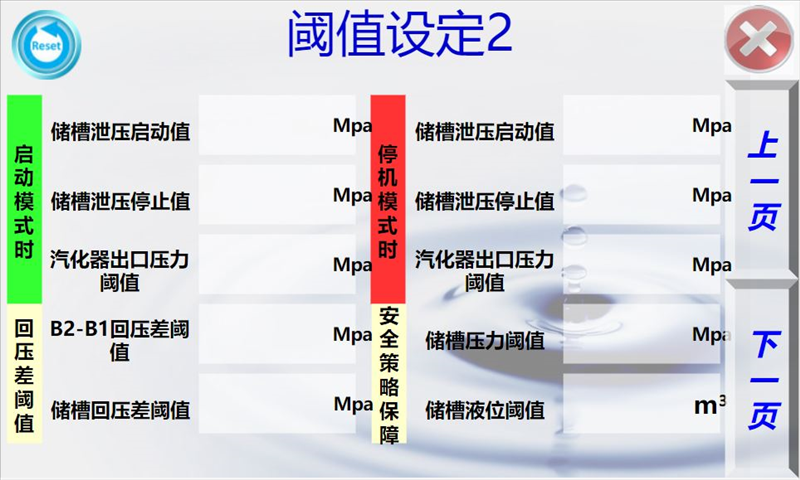 Reset
阈值设定2
启动模式时
储槽泄压启动值
Mpa
储槽泄压停止值
Mpa
汽化器出口压力
阈值
Mpa
回压差阈值
B2-B1回压差阈
值
Mpa
储槽回压差阈值
Mpa
停机模式时
储槽泄压启动值
Mpa
储槽泄压停止值
Mpa
汽化器出口压力
阈值
Mpa
安全策略保障
储槽压力阈值
Mpa
储槽液位阈值
m³
上一页
下一页